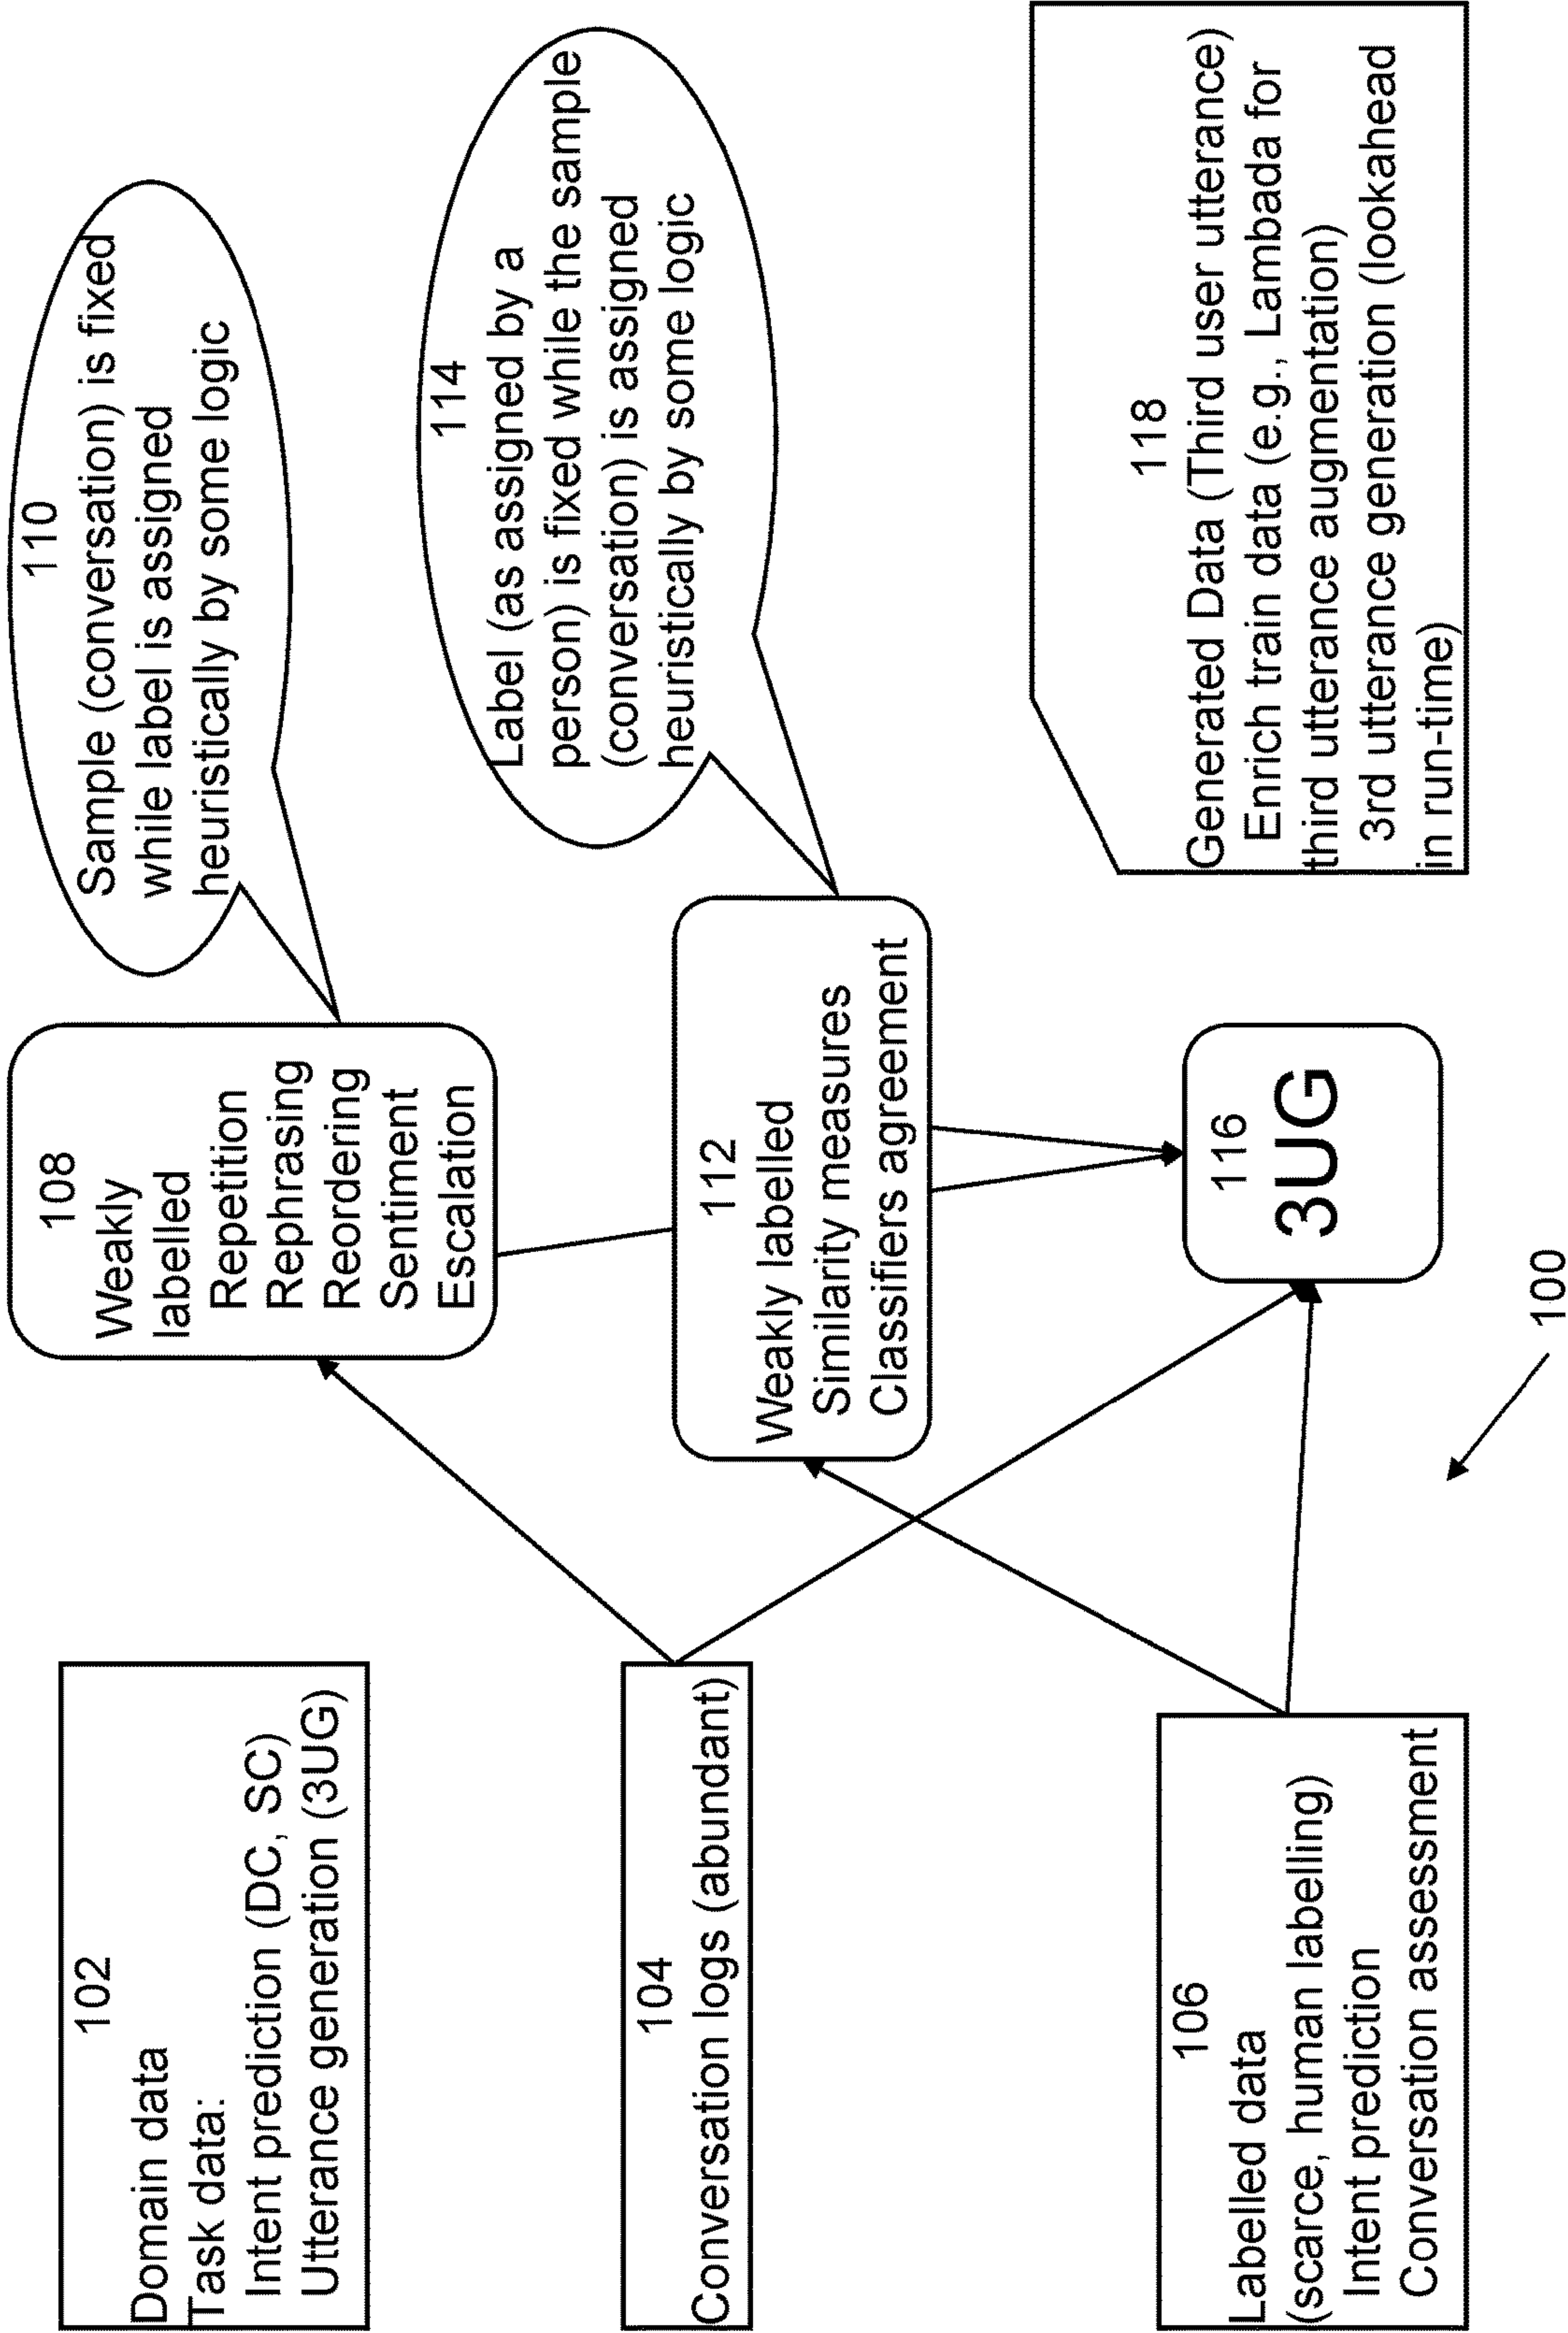 102
Domain data
Task data:
Intent prediction (DC, SC)
Utterance generation (3UG)
104
Conversation logs (abundant)
106
Labelled data
(scarce, human labelling)
Intent prediction
Conversation assessment
108
Weakly
labelled
Repetition
Rephrasing
Reordering
Sentiment
Escalation
110
Sample (conversation) is fixed
while label is assigned
heuristically by some logic
112
Weakly labelled
Similarity measures
Classifiers agreement
114
Label (as assigned by a
person) is fixed while the sample
(conversation) is assigned
heuristically by some logic
116
3UG
118
Generated Data (Third user utterance)
Enrich train data (e.g., Lambada for
third utterance augmentation)
3rd utterance generation (lookahead
in run-time)
100